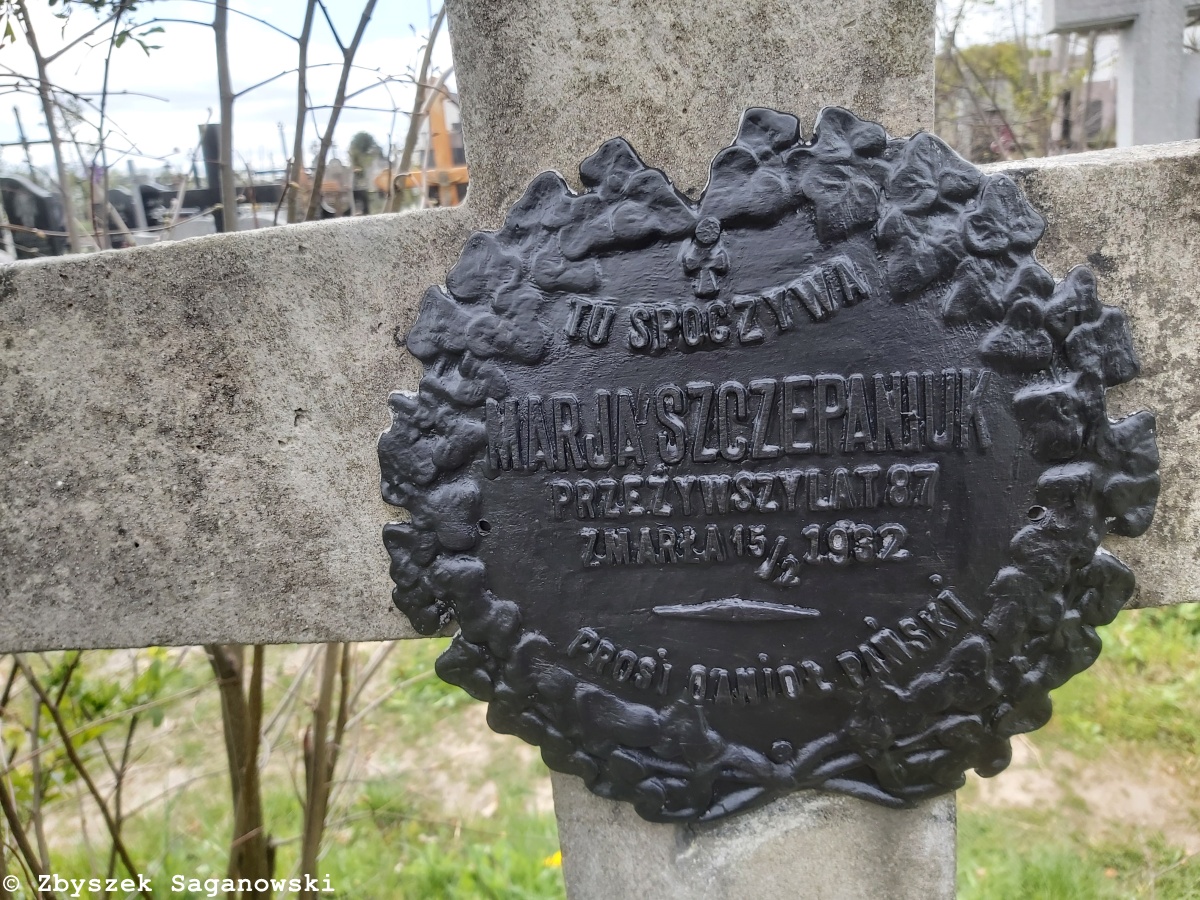 TU SPOCZYWA
MARJA SZCZEPANIUK
PRZEŻYWSZY LAT 87
ZMARŁA 15/2 1932
PROSI O ANIOŁ PAŃSKI
© Zbyszek Saganowski